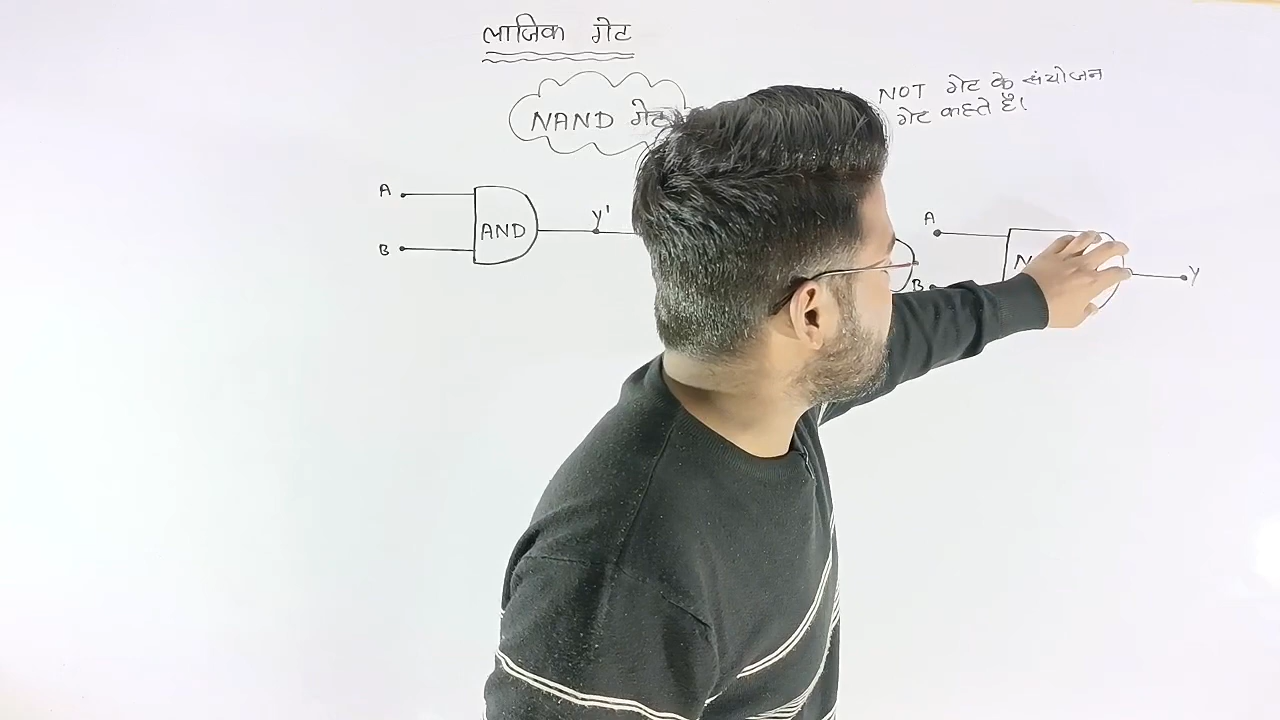 लाजिक गेट
NAND गेट
NOT गेट के संयोजन
गेट कहते हैं।
A
B
AND
Y'
A
B
N
Y